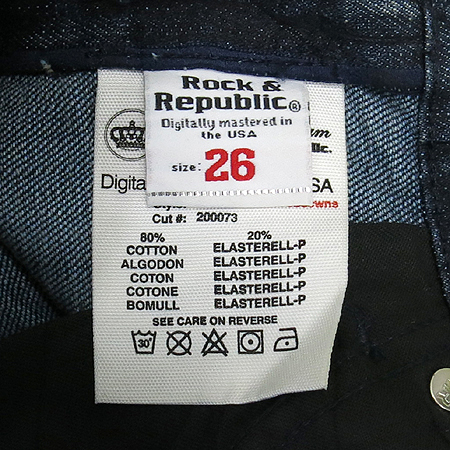 Rock &
Republic®
Digitally mastered in
the USA
size: 26
Digita
SA
Cut #: 200073
80% 20%
COTTON ELASTERELL-P
ALGODON ELASTERELL-P
COTON ELASTERELL-P
COTONE ELASTERELL-P
BOMULL ELASTERELL-P
SEE CARE ON REVERSE
30°